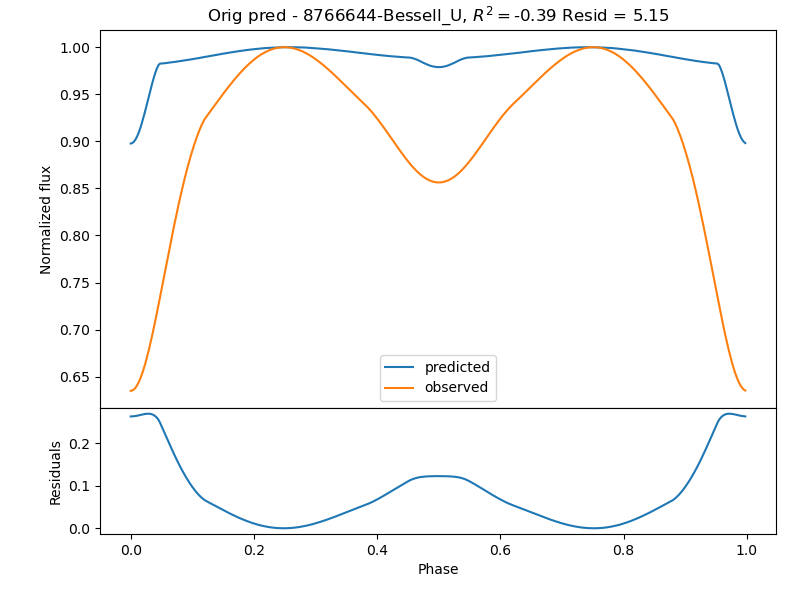 Orig pred - 8766644-Bessell_U, R² = -0.39 Resid = 5.15
1.00
0.95
0.90
0.85
0.80
0.75
0.70
0.65
Normalized flux
predicted
observed
0.2
0.1
0.0
Residuals
0.0 0.2 0.4 0.6 0.8 1.0
Phase